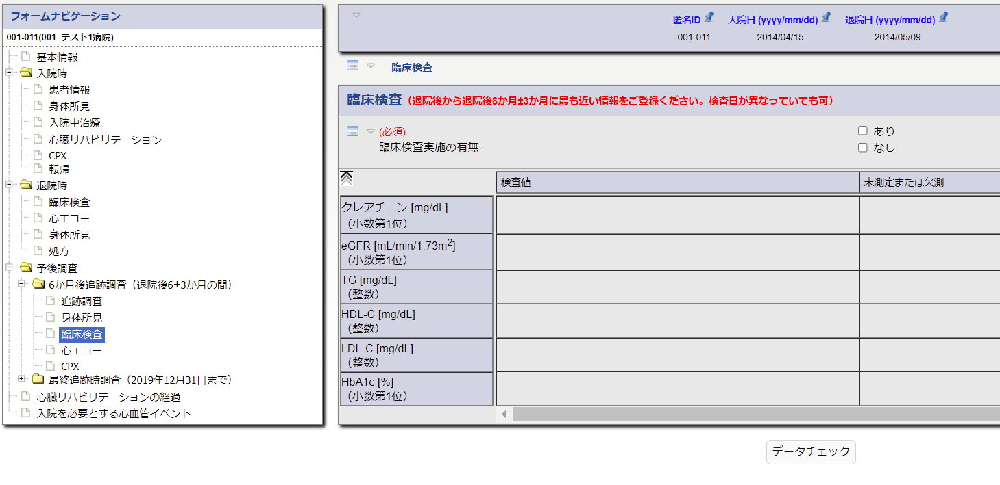 フォームナビゲーション
001-011(001_テスト1病院)
基本情報
入院時
患者情報
身体所見
入院中治療
心臓リハビリテーション
CPX
転帰
退院時
臨床検査
心エコー
身体所見
処方
予後調査
6か月後追跡調査（退院後6±3か月の間）
追跡調査
身体所見
臨床検査
心エコー
CPX
最終追跡時調査（2019年12月31日まで）
心臓リハビリテーションの経過
入院を必要とする心血管イベント
匿名ID 入院日 (yyyy/mm/dd) 退院日 (yyyy/mm/dd)
001-011 2014/04/15 2014/05/09
臨床検査
臨床検査（退院後から退院後6か月±3か月に最も近い情報をご登録ください。検査日が異なっていても可）
(必須)
臨床検査実施の有無
あり
なし
検査値 未測定または欠測
クレアチニン [mg/dL]
（小数第1位）
eGFR [mL/min/1.73m²]
（小数第1位）
TG [mg/dL]
（整数）
HDL-C [mg/dL]
（整数）
LDL-C [mg/dL]
（整数）
HbA1c [%]
（小数第1位）
データチェック